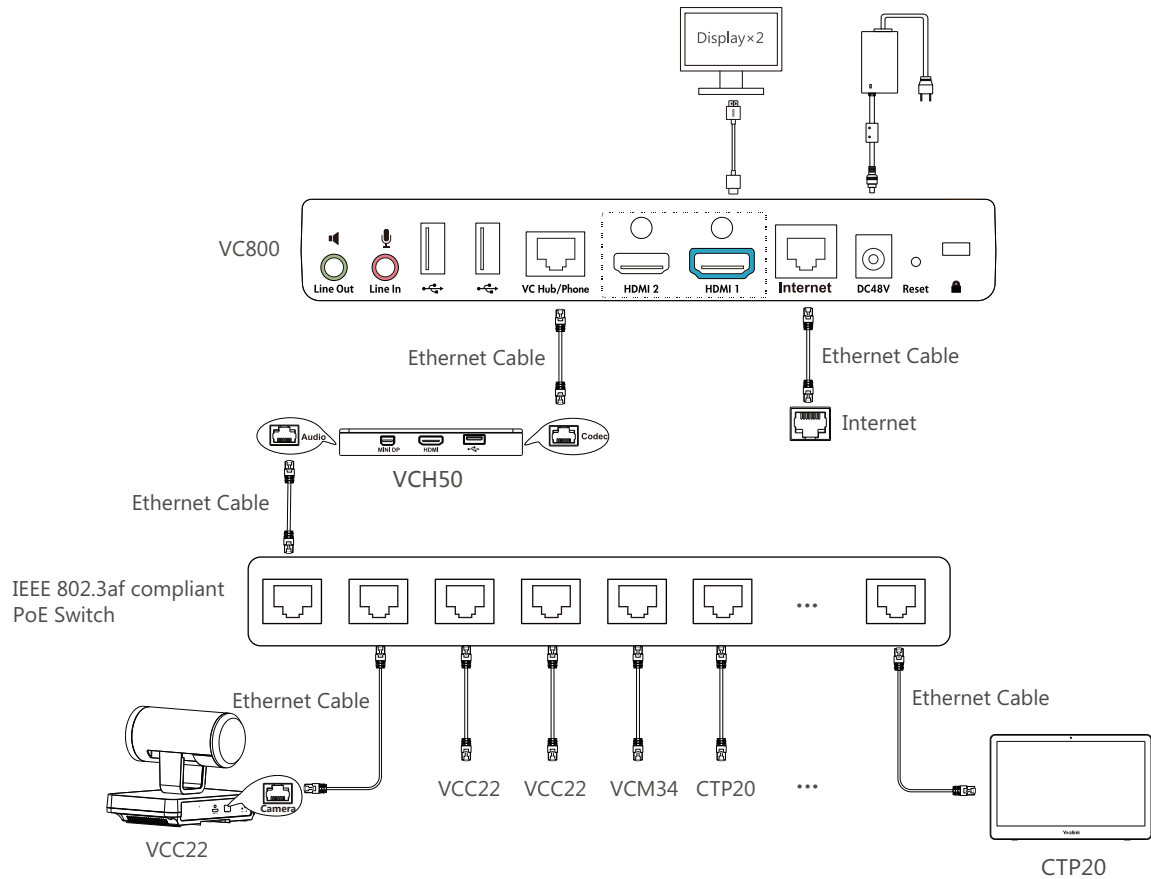 Display×2
VC800
Line Out
Line In
VC Hub/Phone
HDMI 2
HDMI 1
Internet
DC48V
Reset
Ethernet Cable
Ethernet Cable
Internet
Audio
MINI DP
HDMI
Codec
VCH50
Ethernet Cable
IEEE 802.3af compliant
PoE Switch
...
Ethernet Cable
Ethernet Cable
VCC22
VCC22
VCM34
CTP20
...
Camera
VCC22
Yealink
CTP20